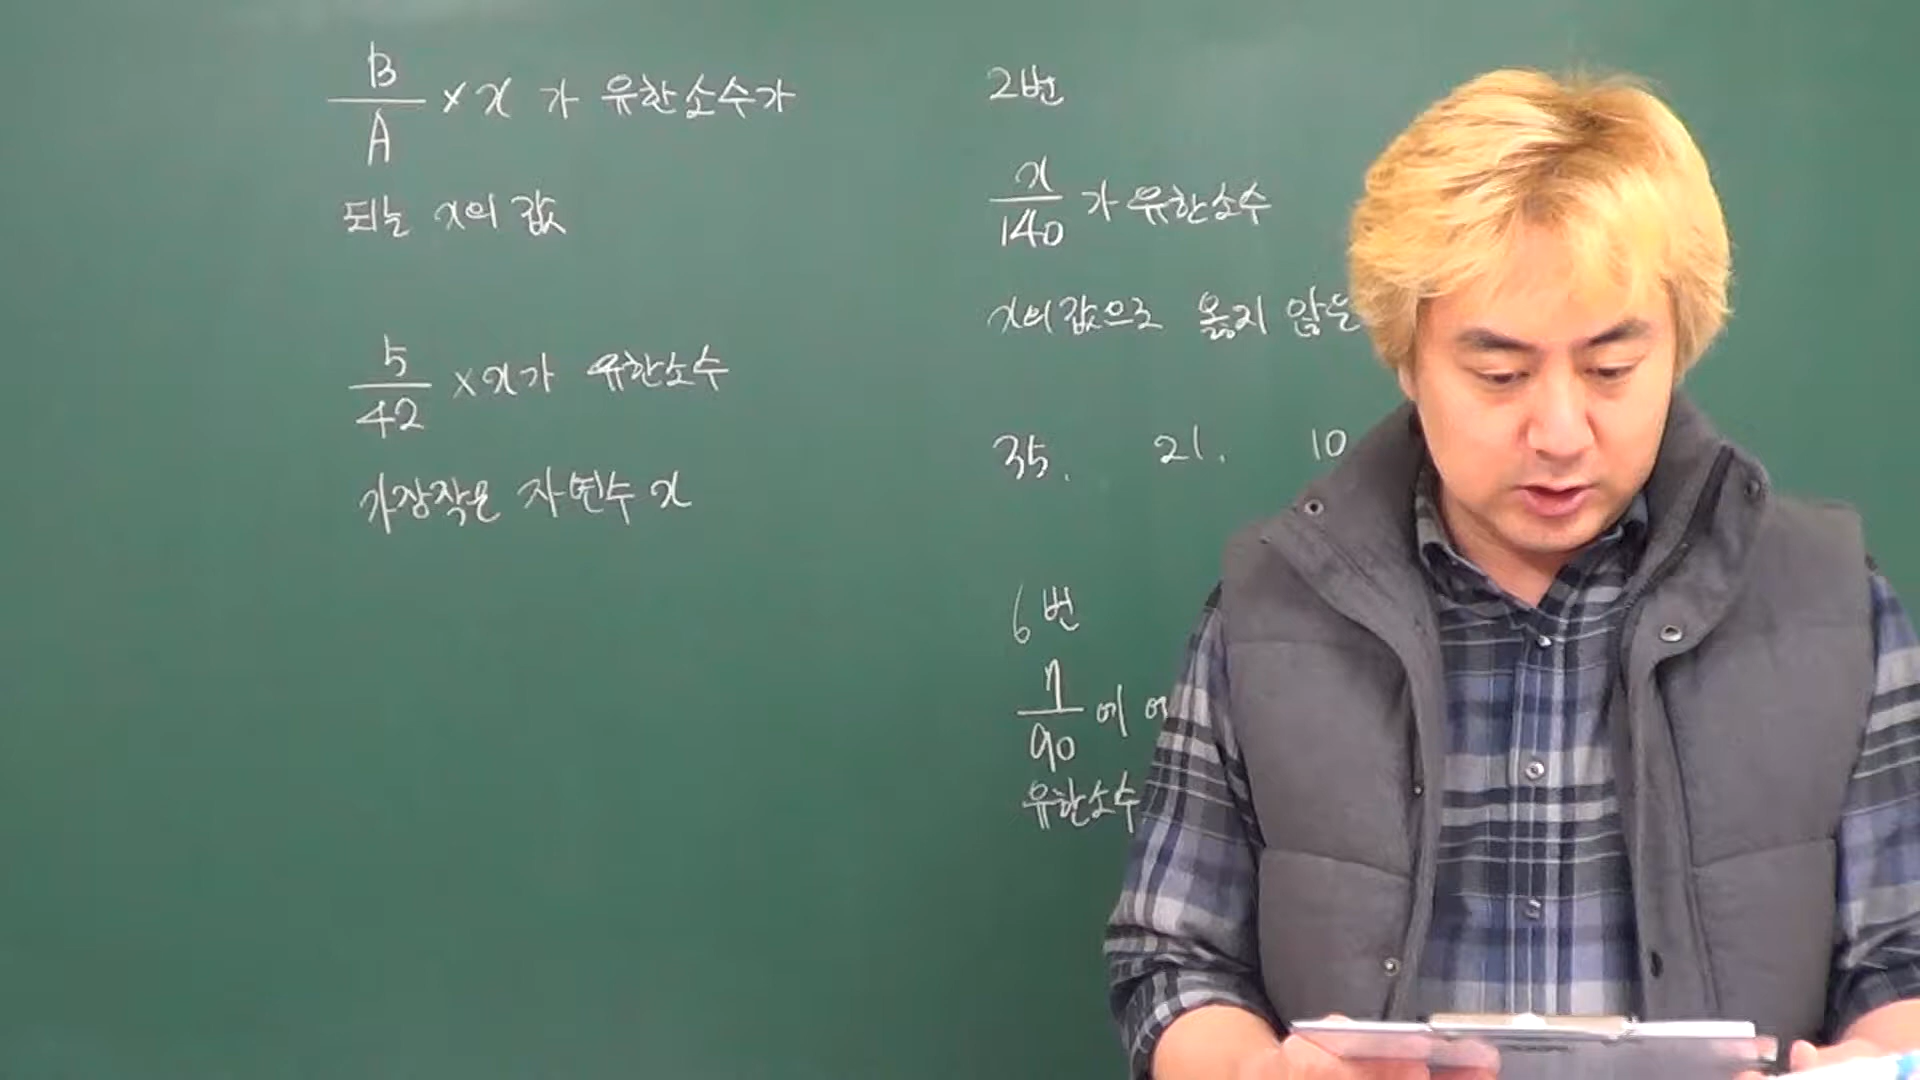 B/A × x 가 유한소수가
되는 x의 값
5/42 × x가 유한소수
가장작은 자연수 x
2번
x/140 가 유한소수
x의 값으로 옳지 않은
35. 21. 10
6번
7/90 에
유한소수